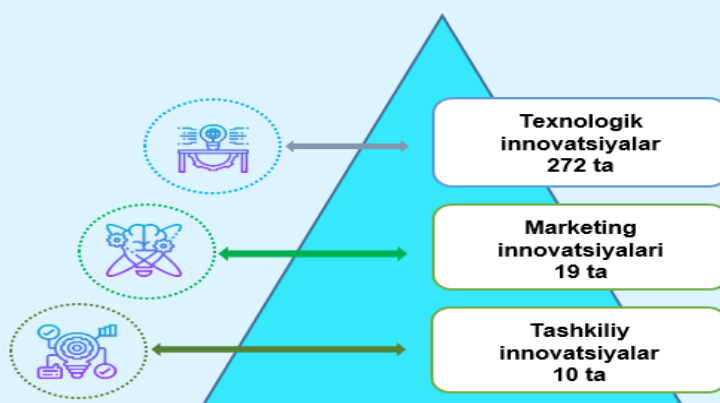 Texnologik
innovatsiyalar
272 ta
Marketing
innovatsiyalari
19 ta
Tashkiliy
innovatsiyalar
10 ta